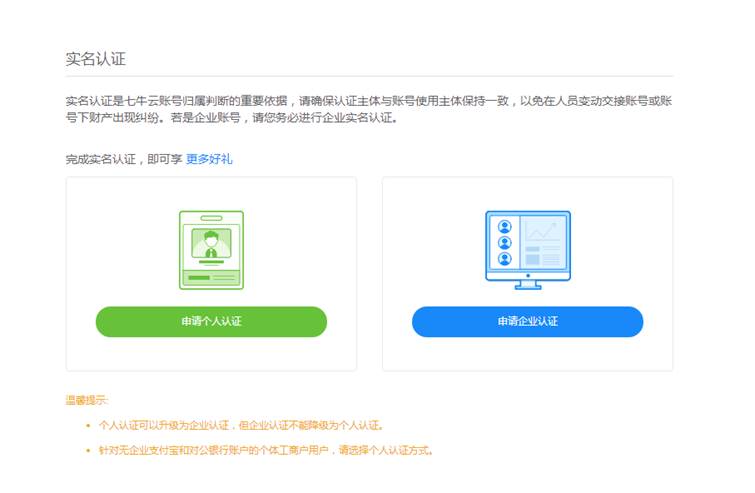 实名认证
实名认证是七牛云账号归属判断的重要依据，请确保认证主体与账号使用主体保持一致，以免在人员变动交接账号或账
号下财产出现纠纷。若是企业账号，请您务必进行企业实名认证。
完成实名认证，即可享 更多好礼
申请个人认证
申请企业认证
温馨提示:
• 个人认证可以升级为企业认证，但企业认证不能降级为个人认证。
• 针对无企业支付宝和对公银行账户的个体工商户用户，请选择个人认证方式。